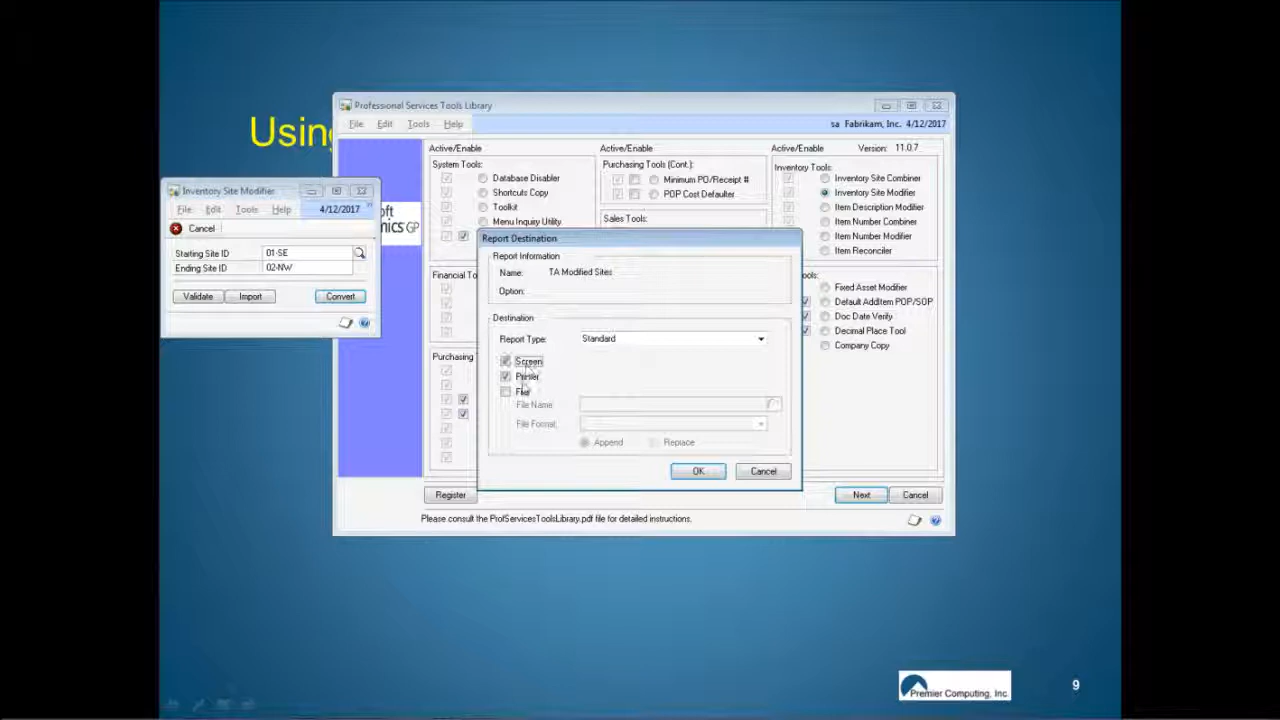 Using
Professional Services Tools Library
File Edit Tools Help
sa Fabrikam, Inc. 4/12/2017
Active/Enable
System Tools:
Database Disabler
Shortcuts Copy
Toolkit
Menu Inquiry Utility
Financial To
Purchasing
Active/Enable
Purchasing Tools (Cont.)
Minimum PO/Receipt #
POP Cost Defaulter
Sales Tools:
Active/Enable Version: 11.0.7
Inventory Tools:
Inventory Site Combiner
Inventory Site Modifier
Item Description Modifier
Item Number Combiner
Item Number Modifier
Item Reconciler
ools:
Fixed Asset Modifier
Default AddItem POP/SOP
Doc Date Verify
Decimal Place Tool
Company Copy
Register
Next Cancel
Please consult the ProfServicesToolsLibrary.pdf file for detailed instructions.
Inventory Site Modifier
File Edit Tools Help 4/12/2017
Cancel
Starting Site ID 01-SE
Ending Site ID 02-NW
Validate Import Convert
oft
mics GP
Report Destination
Report Information
Name: TA Modified Sites
Option:
Destination
Report Type: Standard
Screen
Printer
File
File Name:
File Format:
Append Replace
OK Cancel
Premier Computing, Inc.
9